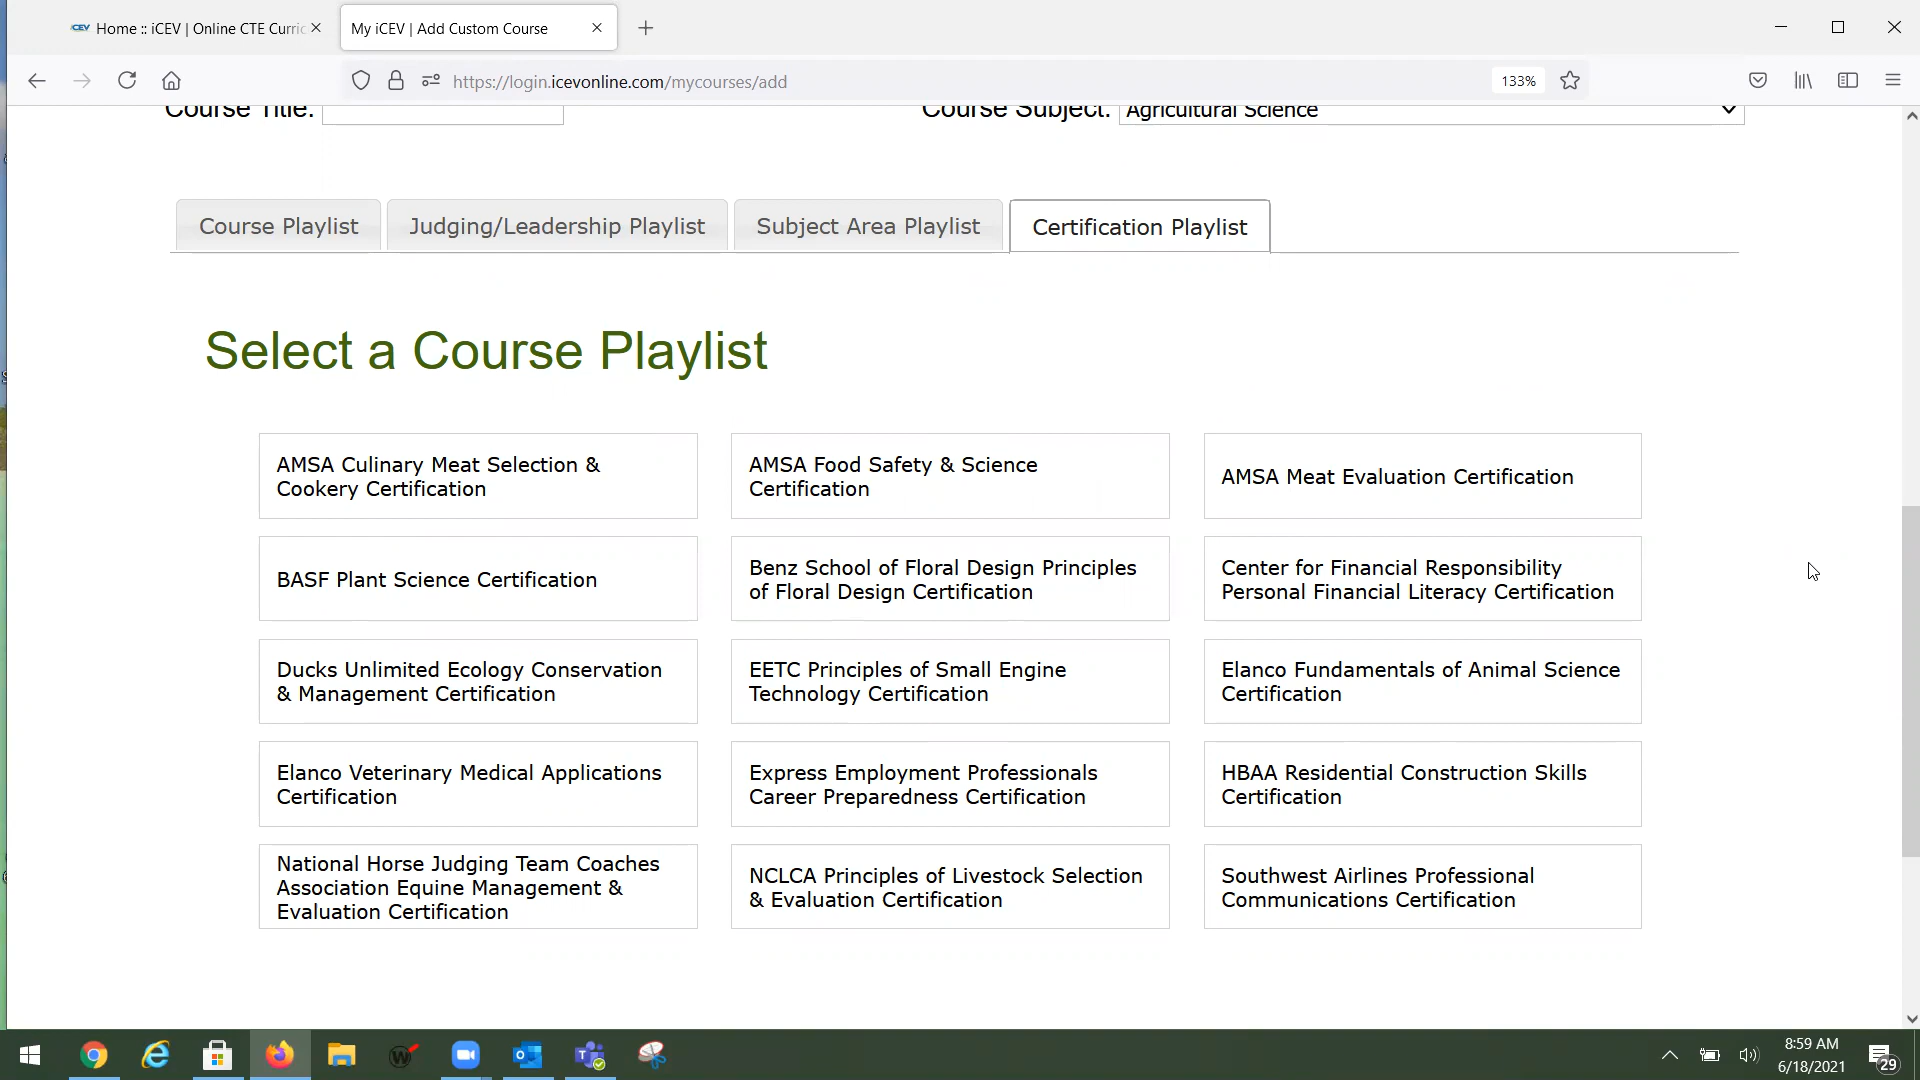 Home :: iCEV | Online CTE Curric
My iCEV | Add Custom Course
https://login.icevonline.com/mycourses/add
133%
Course Title:
Course Subject: Agricultural Science
Course Playlist
Judging/Leadership Playlist
Subject Area Playlist
Certification Playlist
Select a Course Playlist
AMSA Culinary Meat Selection &
Cookery Certification
AMSA Food Safety & Science
Certification
AMSA Meat Evaluation Certification
BASF Plant Science Certification
Benz School of Floral Design Principles
of Floral Design Certification
Center for Financial Responsibility
Personal Financial Literacy Certification
Ducks Unlimited Ecology Conservation
& Management Certification
EETC Principles of Small Engine
Technology Certification
Elanco Fundamentals of Animal Science
Certification
Elanco Veterinary Medical Applications
Certification
Express Employment Professionals
Career Preparedness Certification
HBAA Residential Construction Skills
Certification
National Horse Judging Team Coaches
Association Equine Management &
Evaluation Certification
NCLCA Principles of Livestock Selection
& Evaluation Certification
Southwest Airlines Professional
Communications Certification
8:59 AM
6/18/2021
29